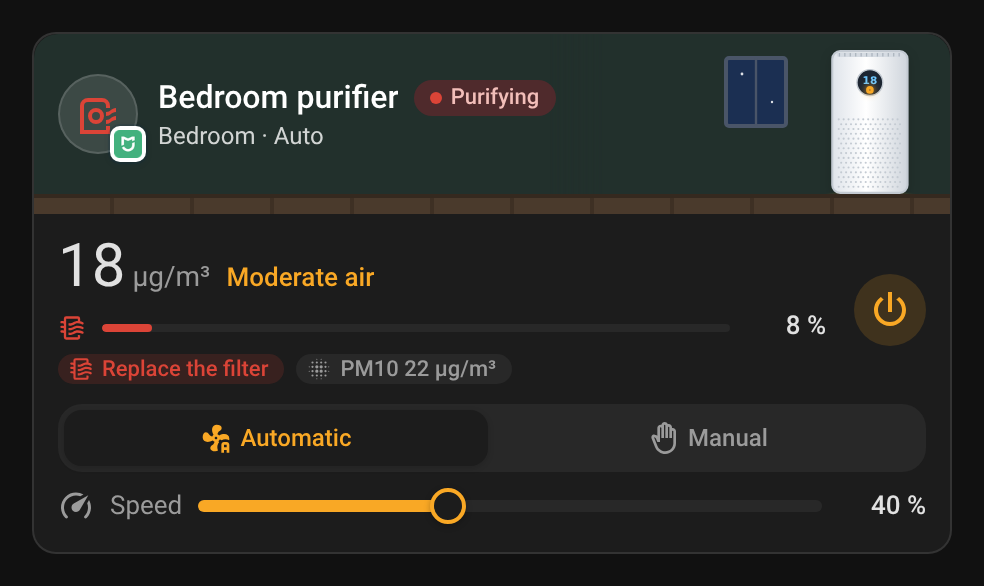 Bedroom purifier
Purifying
Bedroom · Auto
18
18 µg/m³ Moderate air
8 %
Replace the filter
PM10 22 µg/m³
Automatic
Manual
Speed
40 %